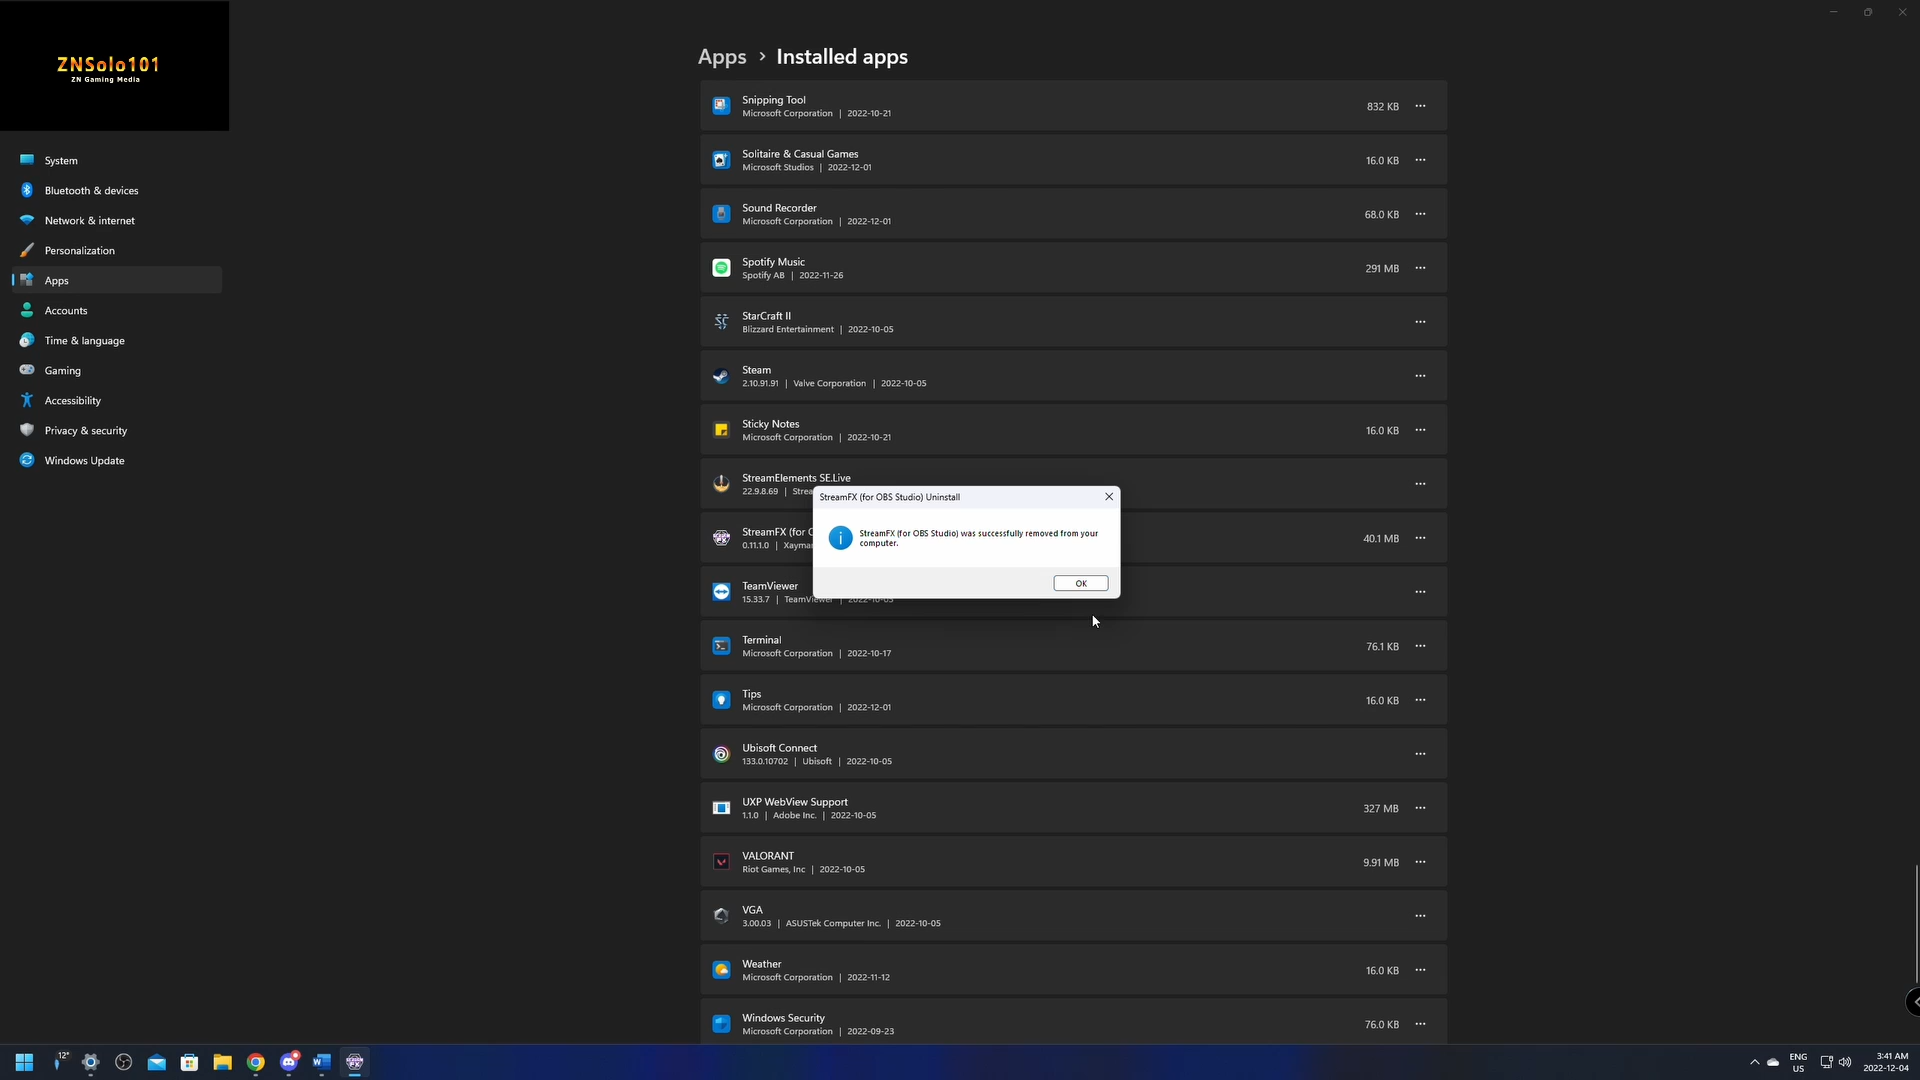 ZNSolo101
ZN Gaming Media
System
Bluetooth & devices
Network & internet
Personalization
Apps
Accounts
Time & language
Gaming
Accessibility
Privacy & security
Windows Update
Apps > Installed apps
Snipping Tool
Microsoft Corporation | 2022-10-21
832 KB
Solitaire & Casual Games
Microsoft Studios | 2022-12-01
16.0 KB
Sound Recorder
Microsoft Corporation | 2022-12-01
68.0 KB
Spotify Music
Spotify AB | 2022-11-26
291 MB
StarCraft II
Blizzard Entertainment | 2022-10-05
Steam
2.10.91.91 | Valve Corporation | 2022-10-05
Sticky Notes
Microsoft Corporation | 2022-10-21
16.0 KB
StreamElements SE.Live
22.9.8.69 | Strea
StreamFX (for O
0.11.1.0 | Xaymar
40.1 MB
StreamFX (for OBS Studio) Uninstall
StreamFX (for OBS Studio) was successfully removed from your
computer.
OK
TeamViewer
15.33.7 | TeamViewer | 2022-10-05
Terminal
Microsoft Corporation | 2022-10-17
76.1 KB
Tips
Microsoft Corporation | 2022-12-01
16.0 KB
Ubisoft Connect
133.0.10702 | Ubisoft | 2022-10-05
UXP WebView Support
1.1.0 | Adobe Inc. | 2022-10-05
327 MB
VALORANT
Riot Games, Inc | 2022-10-05
9.91 MB
VGA
3.00.03 | ASUSTek Computer Inc. | 2022-10-05
Weather
Microsoft Corporation | 2022-11-12
16.0 KB
Windows Security
Microsoft Corporation | 2022-09-23
76.0 KB
12°
ENG
US
3:41 AM
2022-12-04